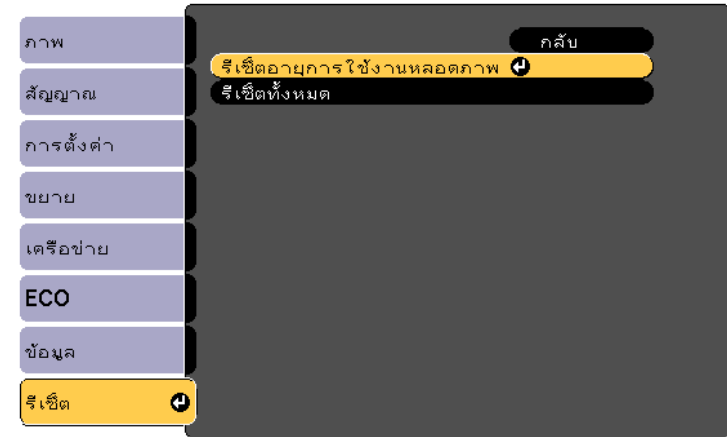 ภาพ
สัญญาณ
การตั้งค่า
ขยาย
เครือข่าย
ECO
ข้อมูล
รีเซ็ต
กลับ
รีเซ็ตอายุการใช้งานหลอดภาพ
รีเซ็ตทั้งหมด